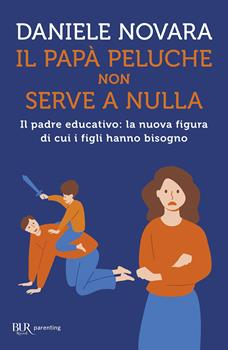 DANIELE NOVARA
IL PAPÀ PELUCHE
NON
SERVE A NULLA
Il padre educativo: la nuova figura
di cui i figli hanno bisogno
BUR
Rizzoli
parenting